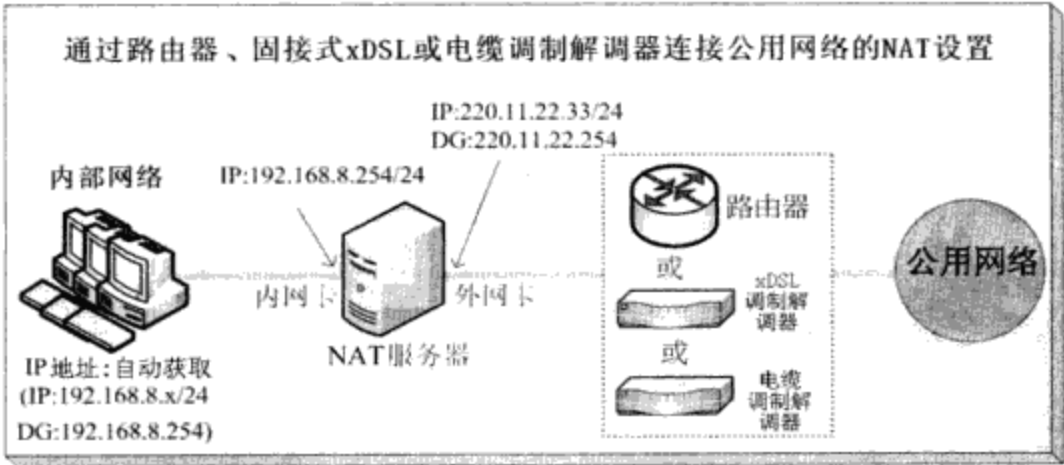 通过路由器、固接式xDSL或电缆调制解调器连接公用网络的NAT设置
IP:220.11.22.33/24
DG:220.11.22.254
内部网络
IP:192.168.8.254/24
路由器
或
公用网络
内网卡
外网卡
xDSL
调制解
调器
NAT服务器
或
IP地址:自动获取
(IP:192.168.8.x/24
DG:192.168.8.254)
电缆
调制解
调器